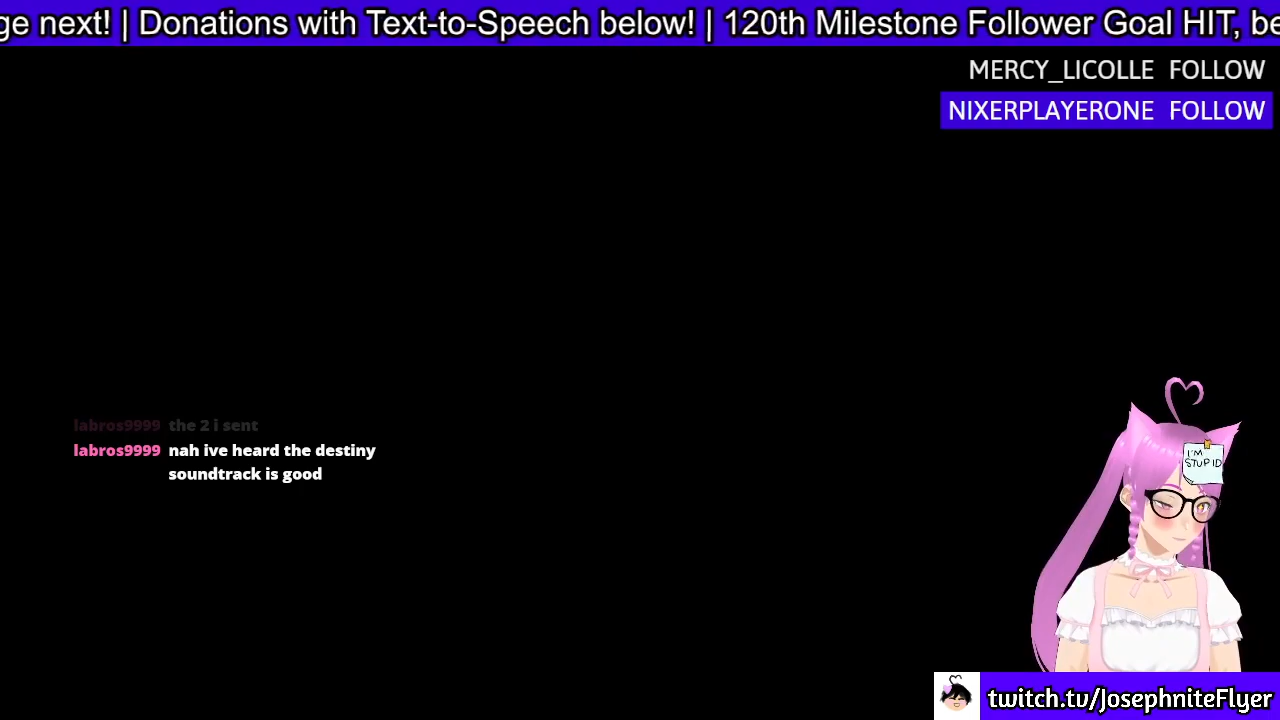 ge next! | Donations with Text-to-Speech below! | 120th Milestone Follower Goal HIT, be
MERCY_LICOLLE FOLLOW
NIXERPLAYERONE FOLLOW
labros9999 the 2 i sent
labros9999 nah ive heard the destiny
soundtrack is good
I'M
STUPID
twitch.tv/JosephniteFlyer